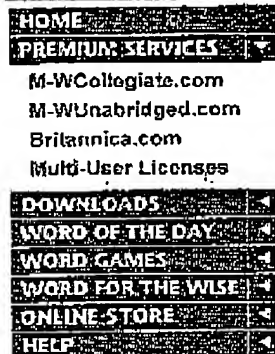 HOME
PREMIUM SERVICES
M-WCollegiate.com
M-WUnabridged.com
Britannica.com
Multi-User Licenses
DOWNLOADS
WORD OF THE DAY
WORD GAMES
WORD FOR THE WISE
ONLINE STORE
HELP